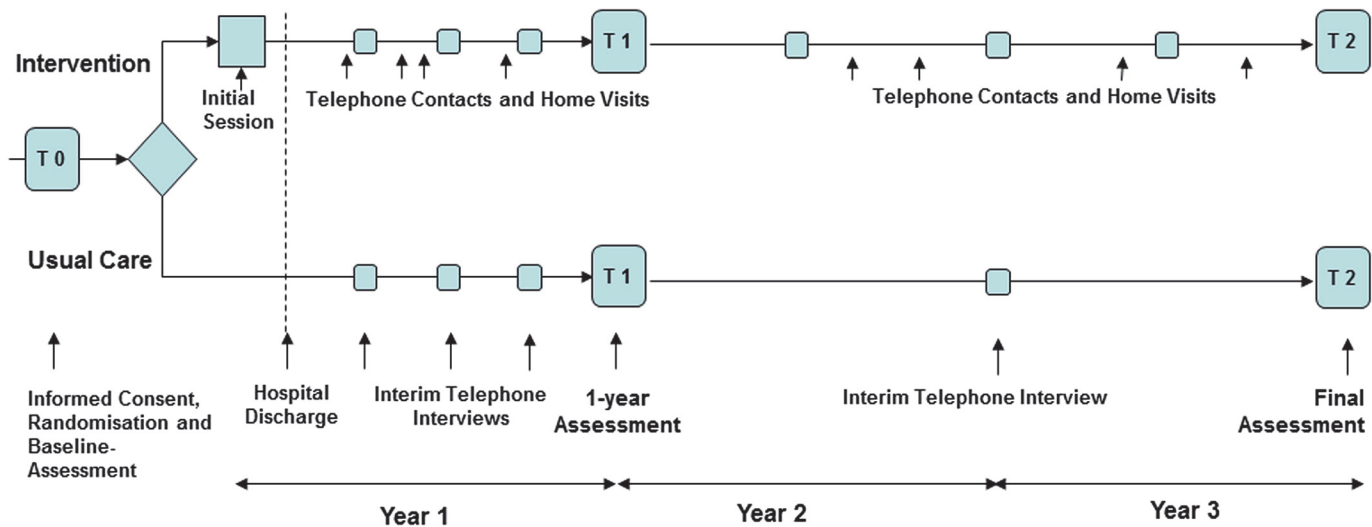 Intervention
Initial
Session
Telephone Contacts and Home Visits
T 1
Telephone Contacts and Home Visits
T 2
T 0
Usual Care
T 1
T 2
Informed Consent,
Randomisation and
Baseline-
Assessment
Hospital
Discharge
Interim Telephone
Interviews
1-year
Assessment
Interim Telephone Interview
Final
Assessment
Year 1
Year 2
Year 3